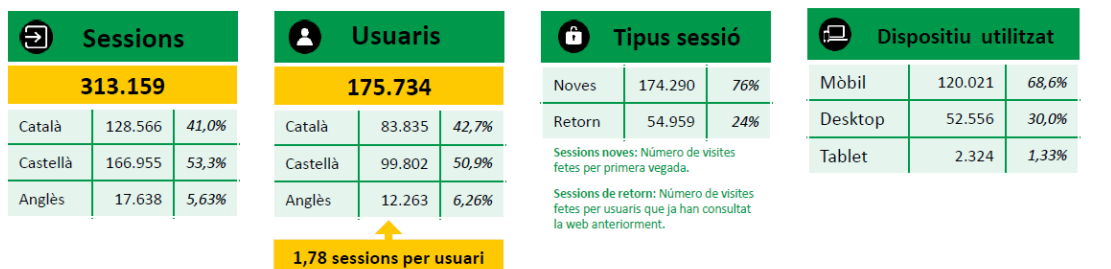 Sessions
313.159
Català 128.566 41,0%
Castellà 166.955 53,3%
Anglès 17.638 5,63%
Usuaris
175.734
Català 83.835 42,7%
Castellà 99.802 50,9%
Anglès 12.263 6,26%
1,78 sessions per usuari
Tipus sessió
Noves 174.290 76%
Retorn 54.959 24%
Sessions noves: Número de visites
fetes per primera vegada.
Sessions de retorn: Número de visites
fetes per usuaris que ja han consultat
la web anteriorment.
Dispositiu utilitzat
Mòbil 120.021 68,6%
Desktop 52.556 30,0%
Tablet 2.324 1,33%